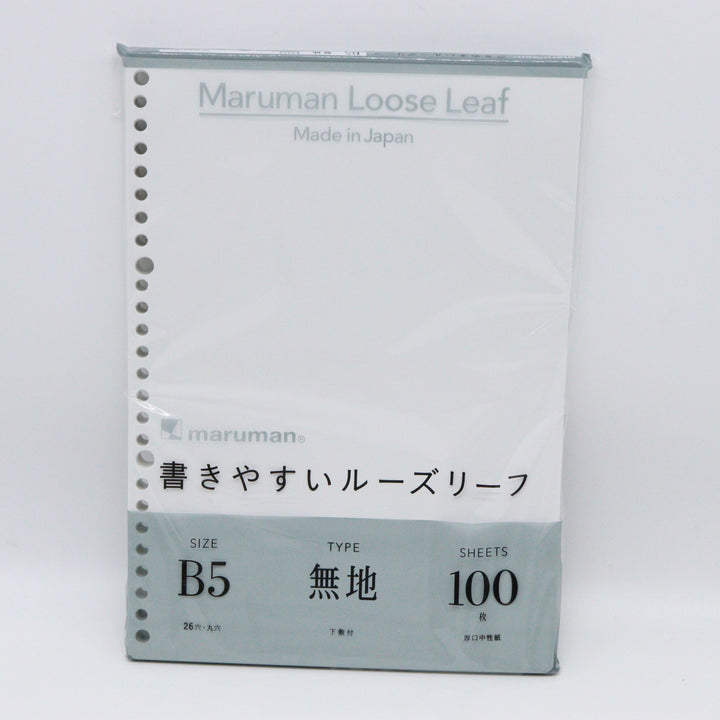 Maruman Loose Leaf
Made in Japan
maruman®
書きやすいルーズリーフ
SIZE
B5
26穴・丸穴
TYPE
無地
下敷付
SHEETS
100
枚
厚口中性紙